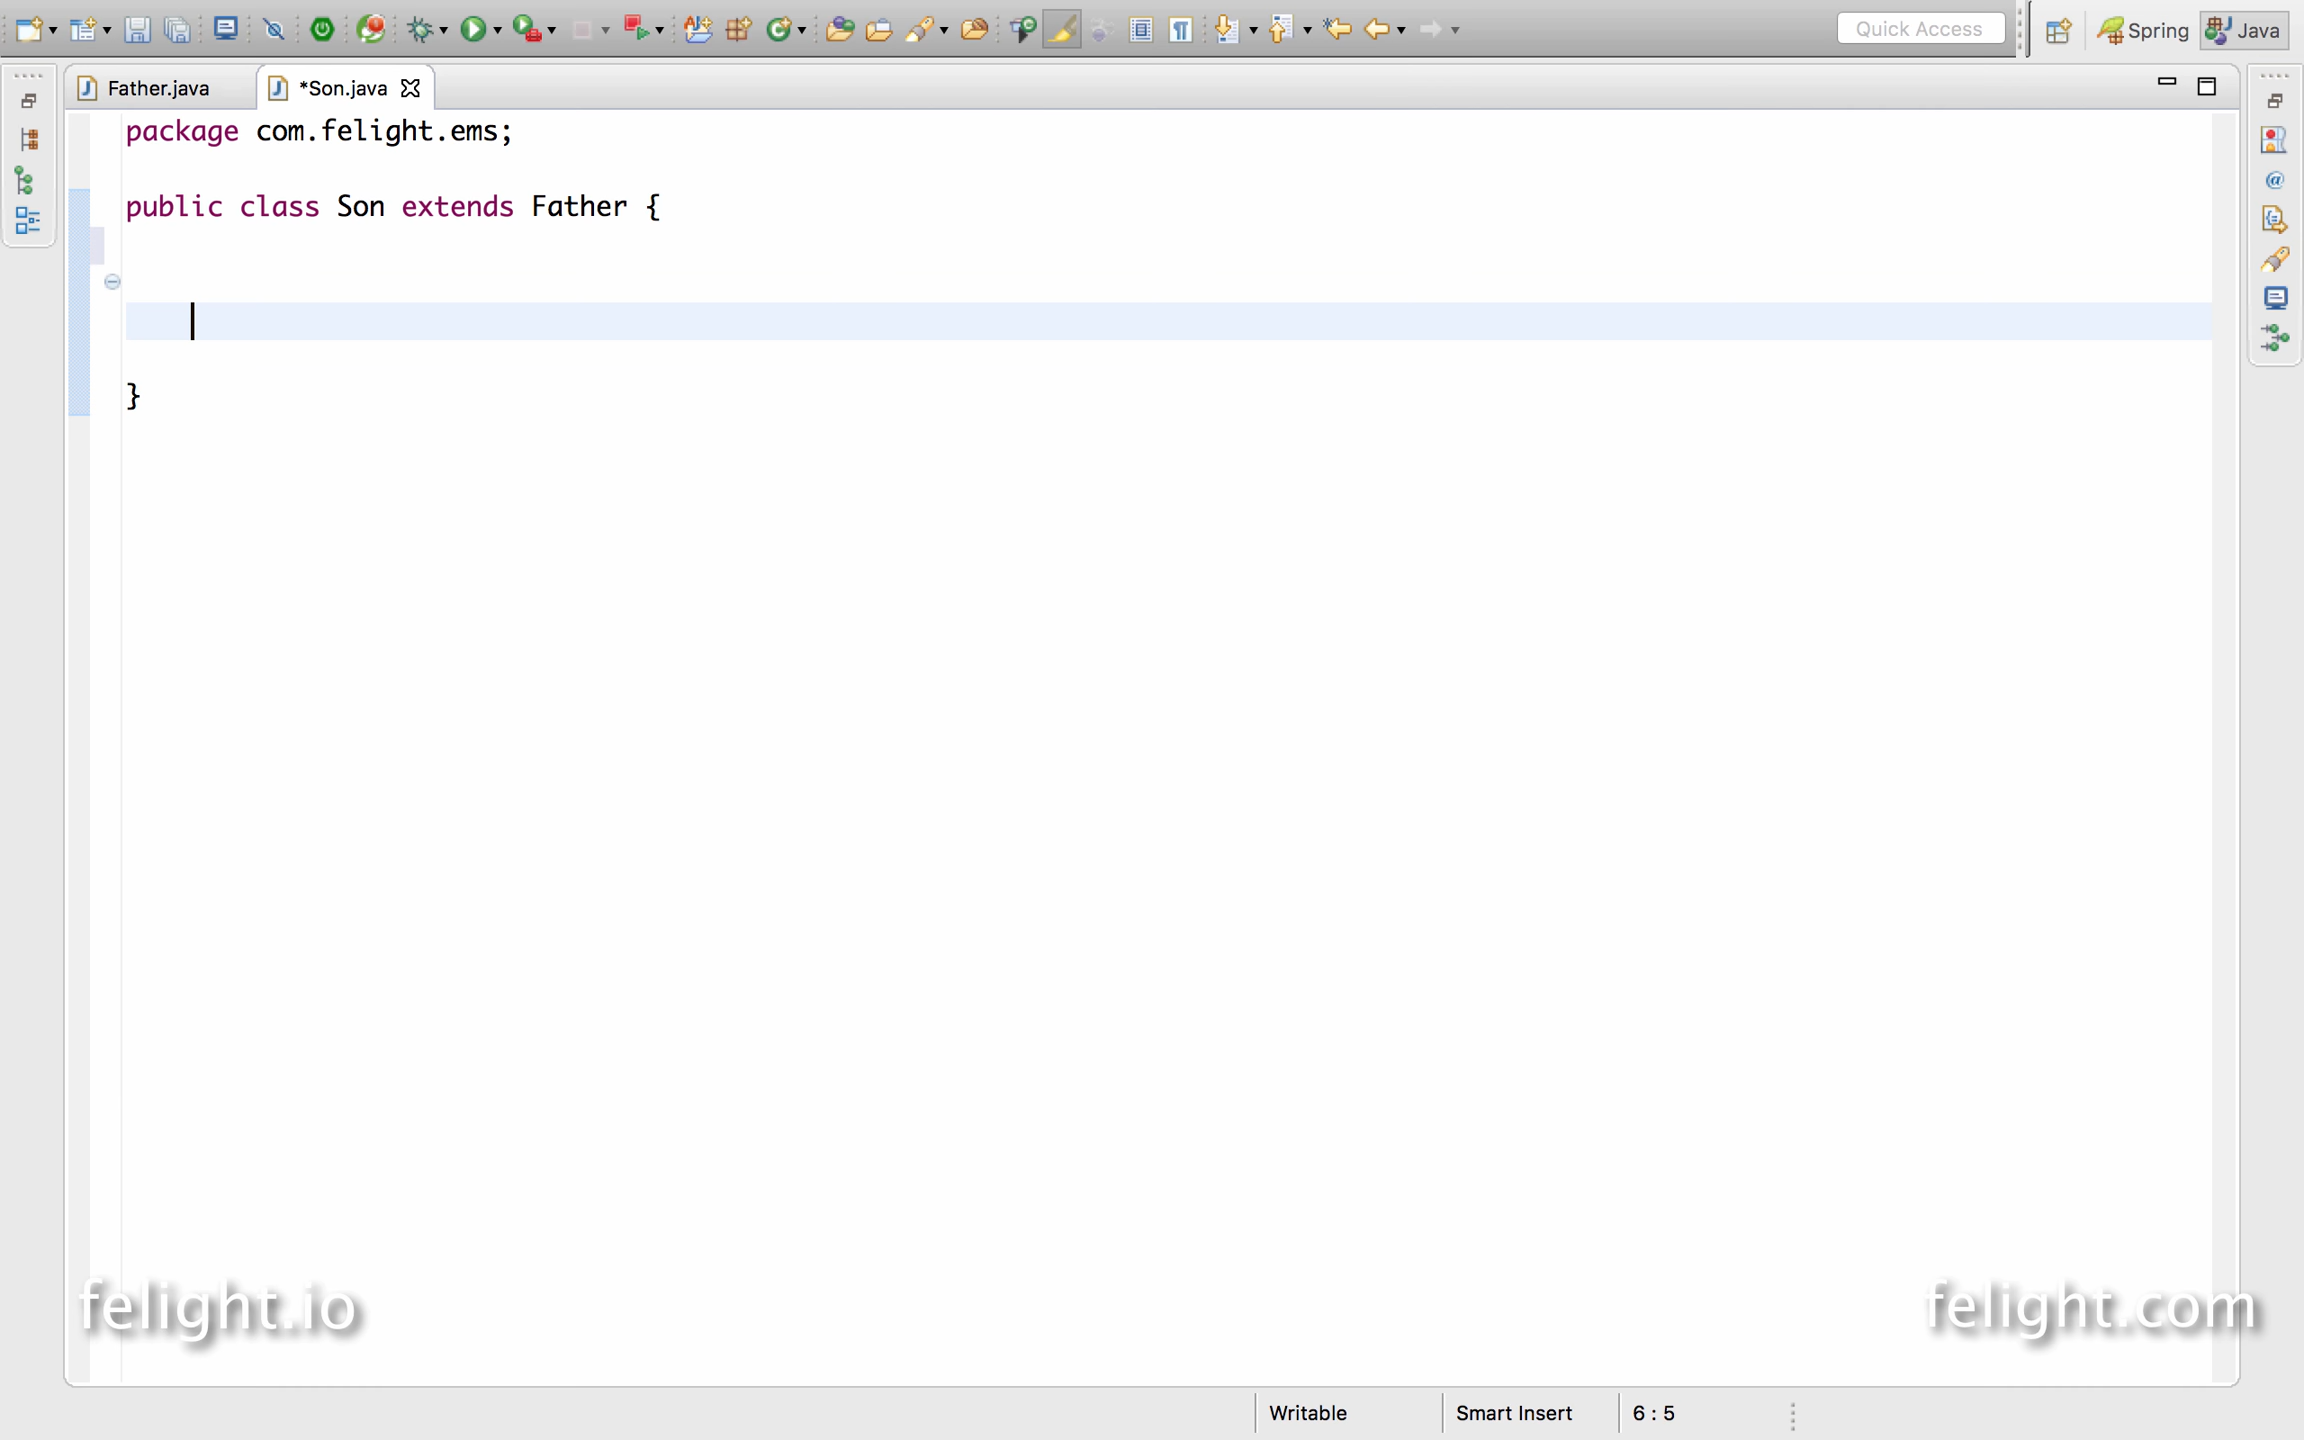 Quick Access
Spring
Java
Father.java
*Son.java
package com.felight.ems;
public class Son extends Father {
}
felight.io
felight.com
Writable
Smart Insert
6 : 5